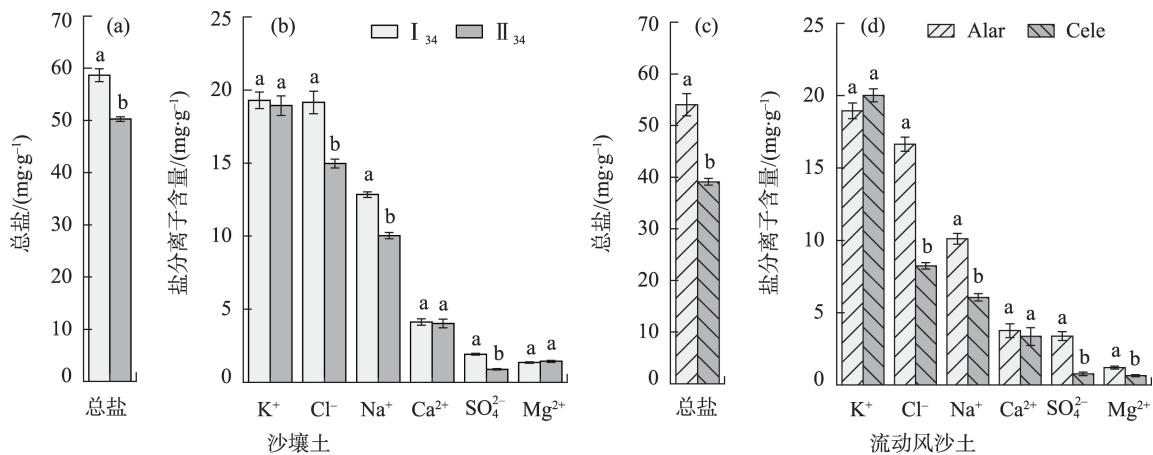 (a)
总盐/(mg·g⁻¹)
70
60
50
40
30
20
10
0
a
b
总盐
(b)
Ⅰ₃₄
Ⅱ₃₄
盐分离子含量/(mg·g⁻¹)
25
20
15
10
5
0
a a a b a b a a a b a a
K⁺ Cl⁻ Na⁺ Ca²⁺ SO₄²⁻ Mg²⁺
沙壤土
(c)
总盐/(mg·g⁻¹)
70
60
50
40
30
20
10
0
a
b
总盐
(d)
Alar
Cele
盐分离子含量/(mg·g⁻¹)
25
20
15
10
5
0
a a a b a b a a a b a b
K⁺ Cl⁻ Na⁺ Ca²⁺ SO₄²⁻ Mg²⁺
流动风沙土